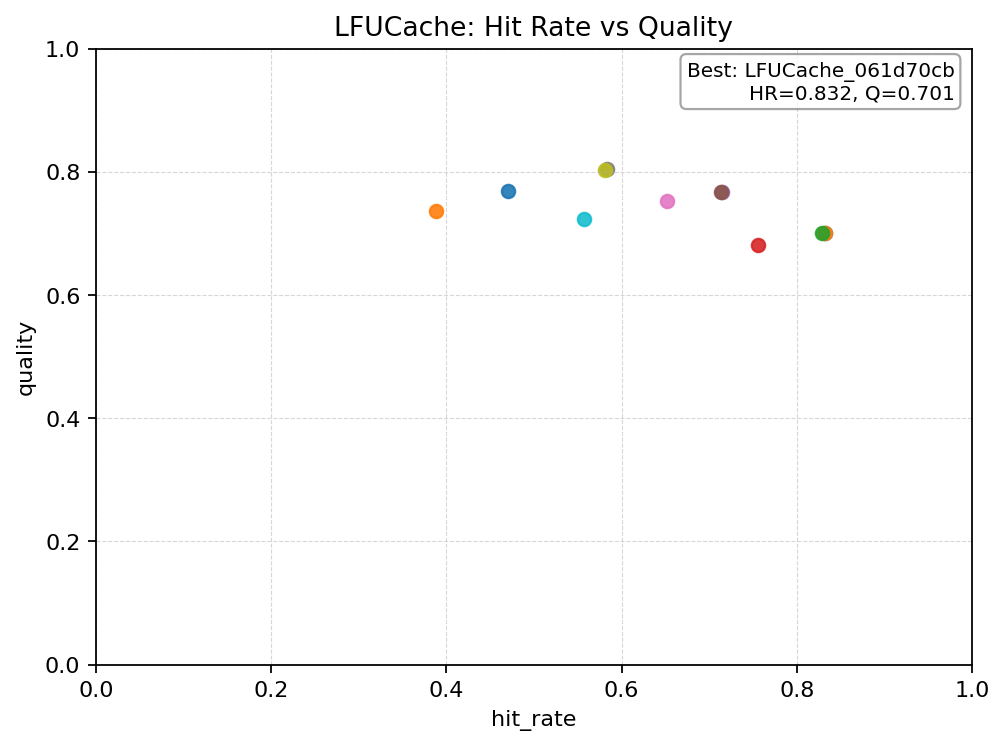 LFUCache: Hit Rate vs Quality
Best: LFUCache_061d70cb
HR=0.832, Q=0.701
1.0
0.8
0.6
0.4
0.2
0.0
quality
0.0 0.2 0.4 0.6 0.8 1.0
hit_rate